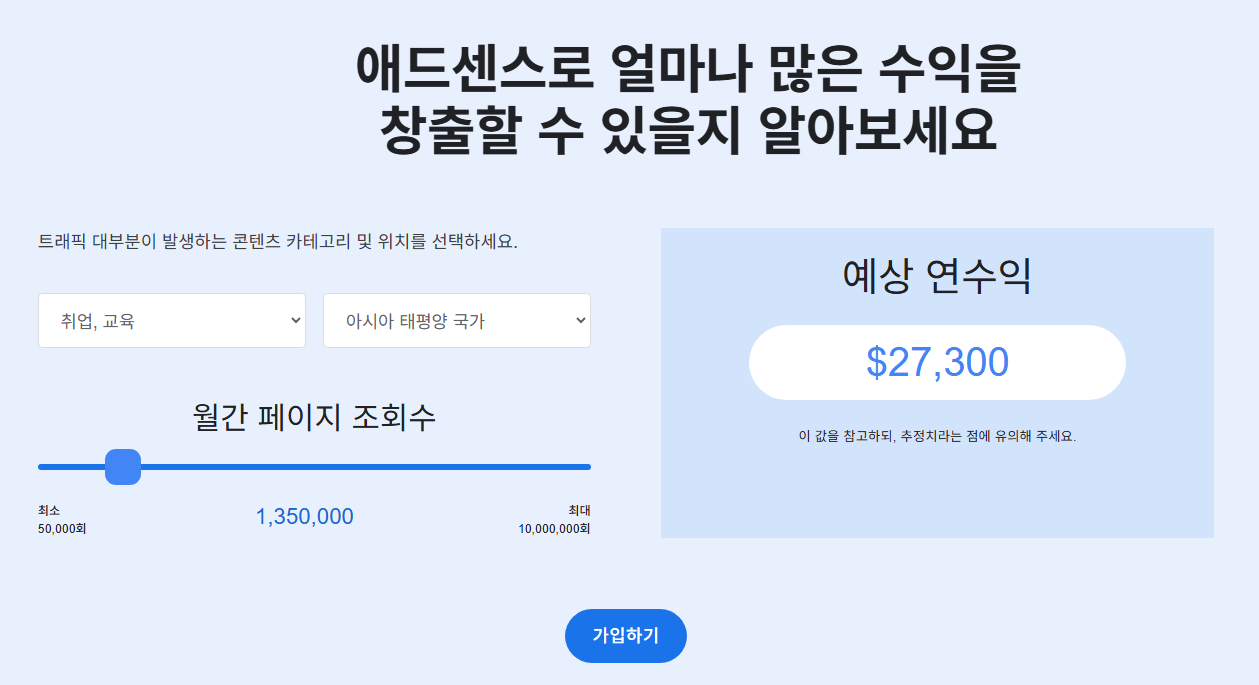 애드센스로 얼마나 많은 수익을
창출할 수 있을지 알아보세요
트래픽 대부분이 발생하는 콘텐츠 카테고리 및 위치를 선택하세요.
취업, 교육
아시아 태평양 국가
월간 페이지 조회수
최소
50,000회
1,350,000
최대
10,000,000회
예상 연수익
$27,300
이 값을 참고하되, 추정치라는 점에 유의해 주세요.
가입하기